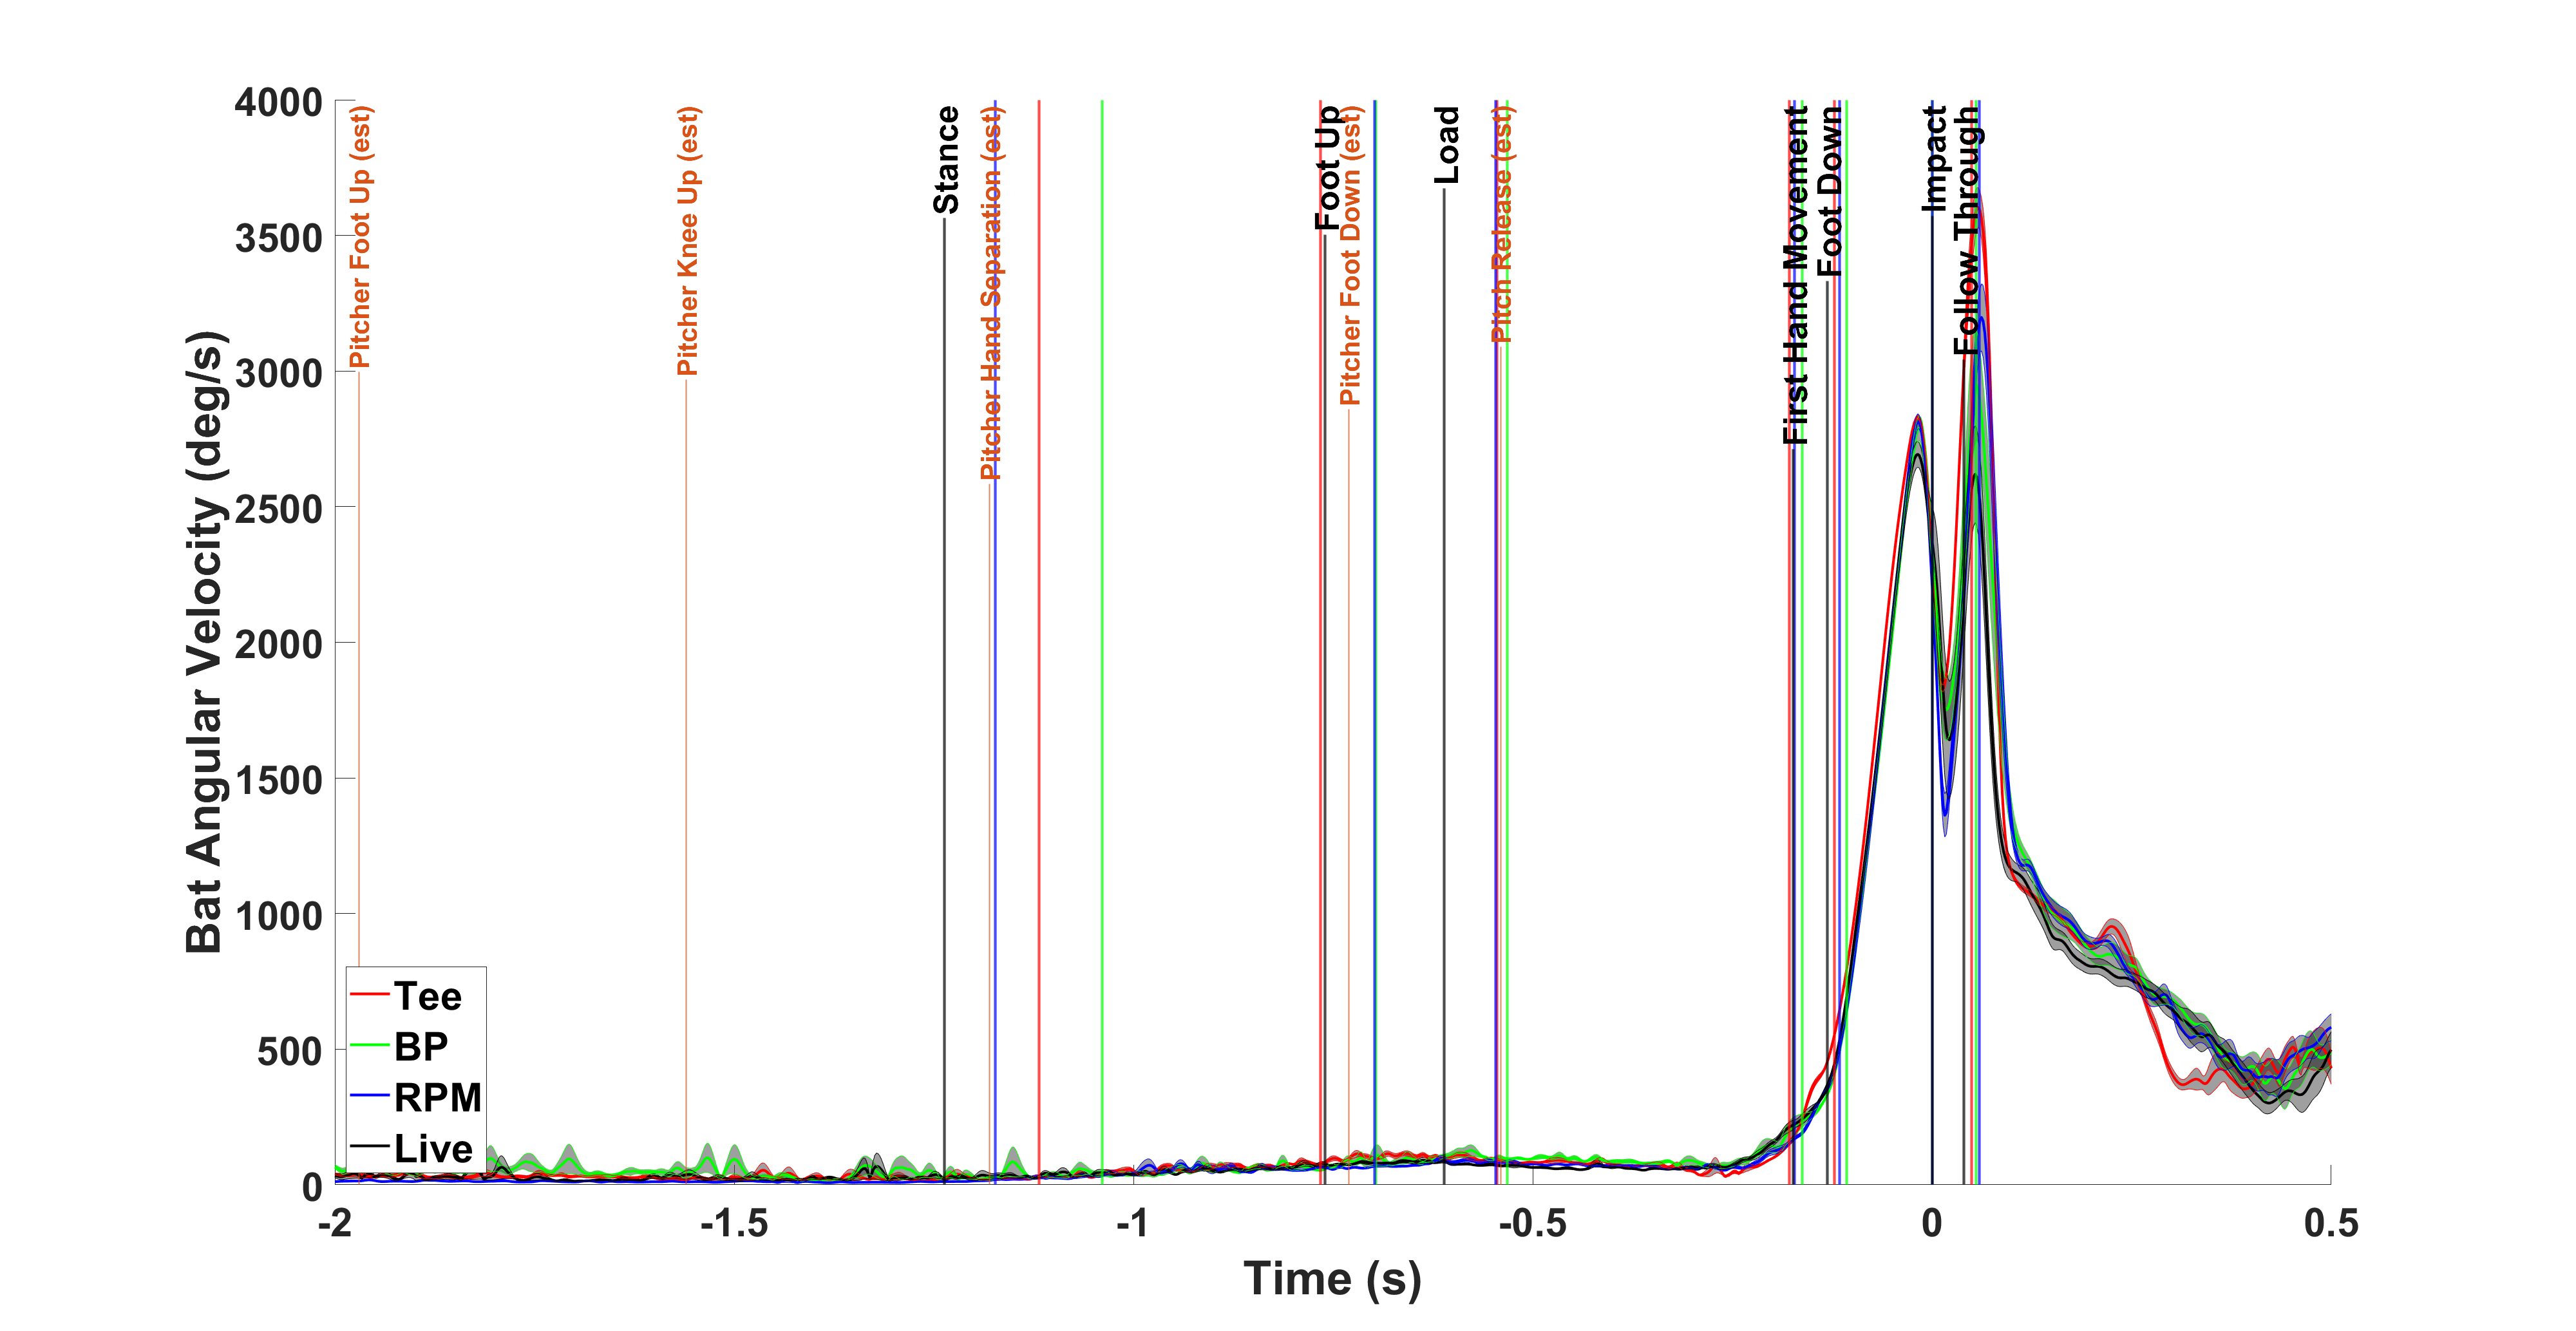 Bat Angular Velocity (deg/s)
4000
3500
3000
2500
2000
1500
1000
500
0
Pitcher Foot Up (est)
Pitcher Knee Up (est)
Stance
Pitcher Hand Separation (est)
Foot Up
Pitcher Foot Down (est)
Load
Pitch Release (est)
First Hand Movement
Foot Down
Impact
Follow Through
Tee
BP
RPM
Live
-2
-1.5
-1
-0.5
0
0.5
Time (s)